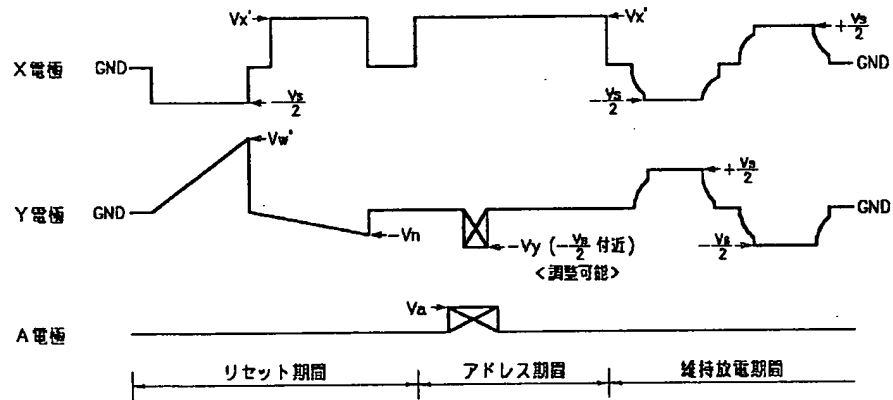 Vx'
Vx'
+Vs/2
X電極
GND
GND
-Vs/2
-Vs/2
Vw'
+Vs/2
Y電極
GND
GND
-Vn
-Vy (-Vs/2 付近)
<調整可能>
-Vs/2
Va
A電極
リセット期間
アドレス期間
維持放電期間